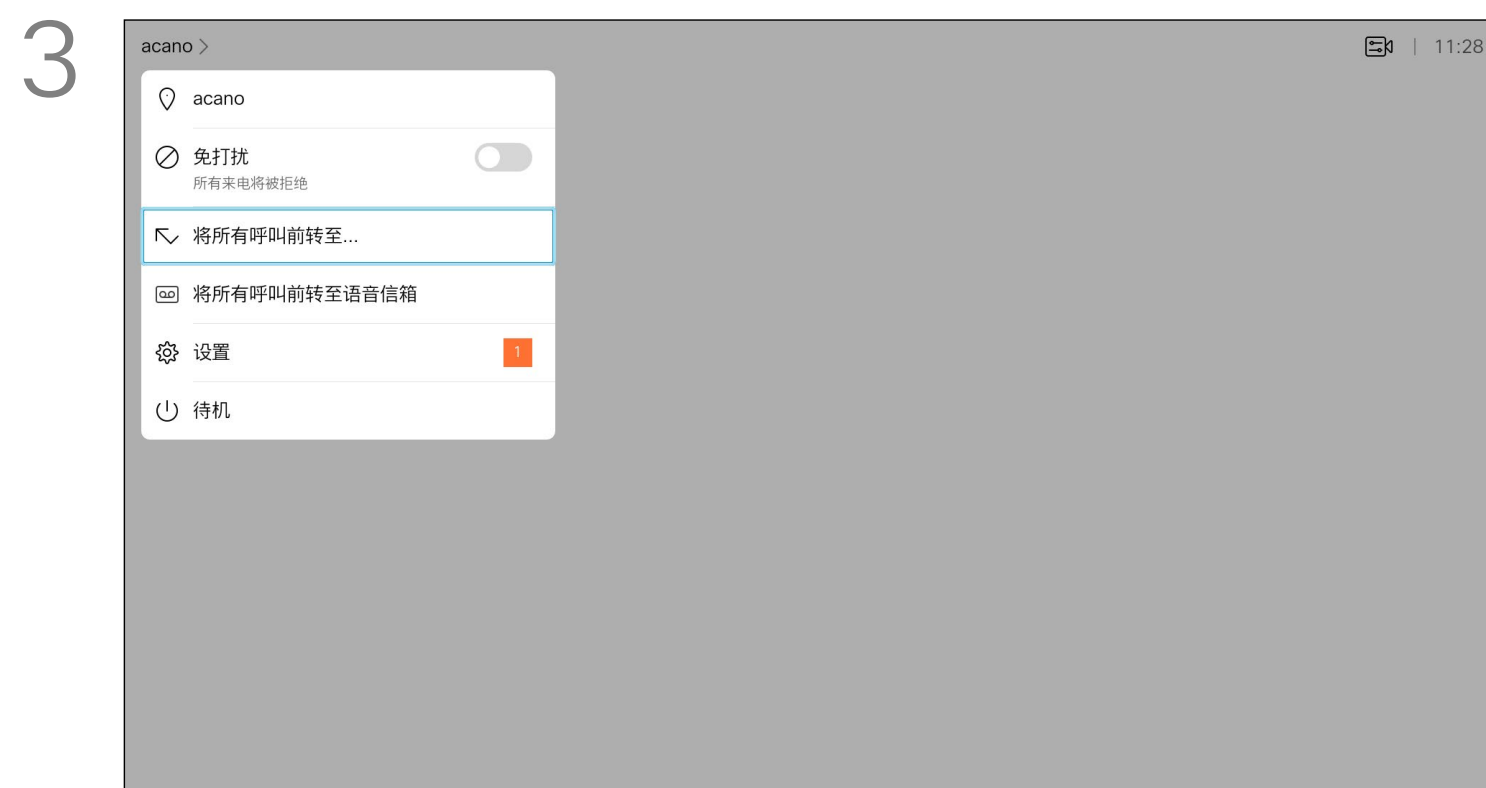 3
acano >
11:28
acano
免打扰
所有来电将被拒绝
将所有呼叫前转至...
将所有呼叫前转至语音信箱
设置
1
待机